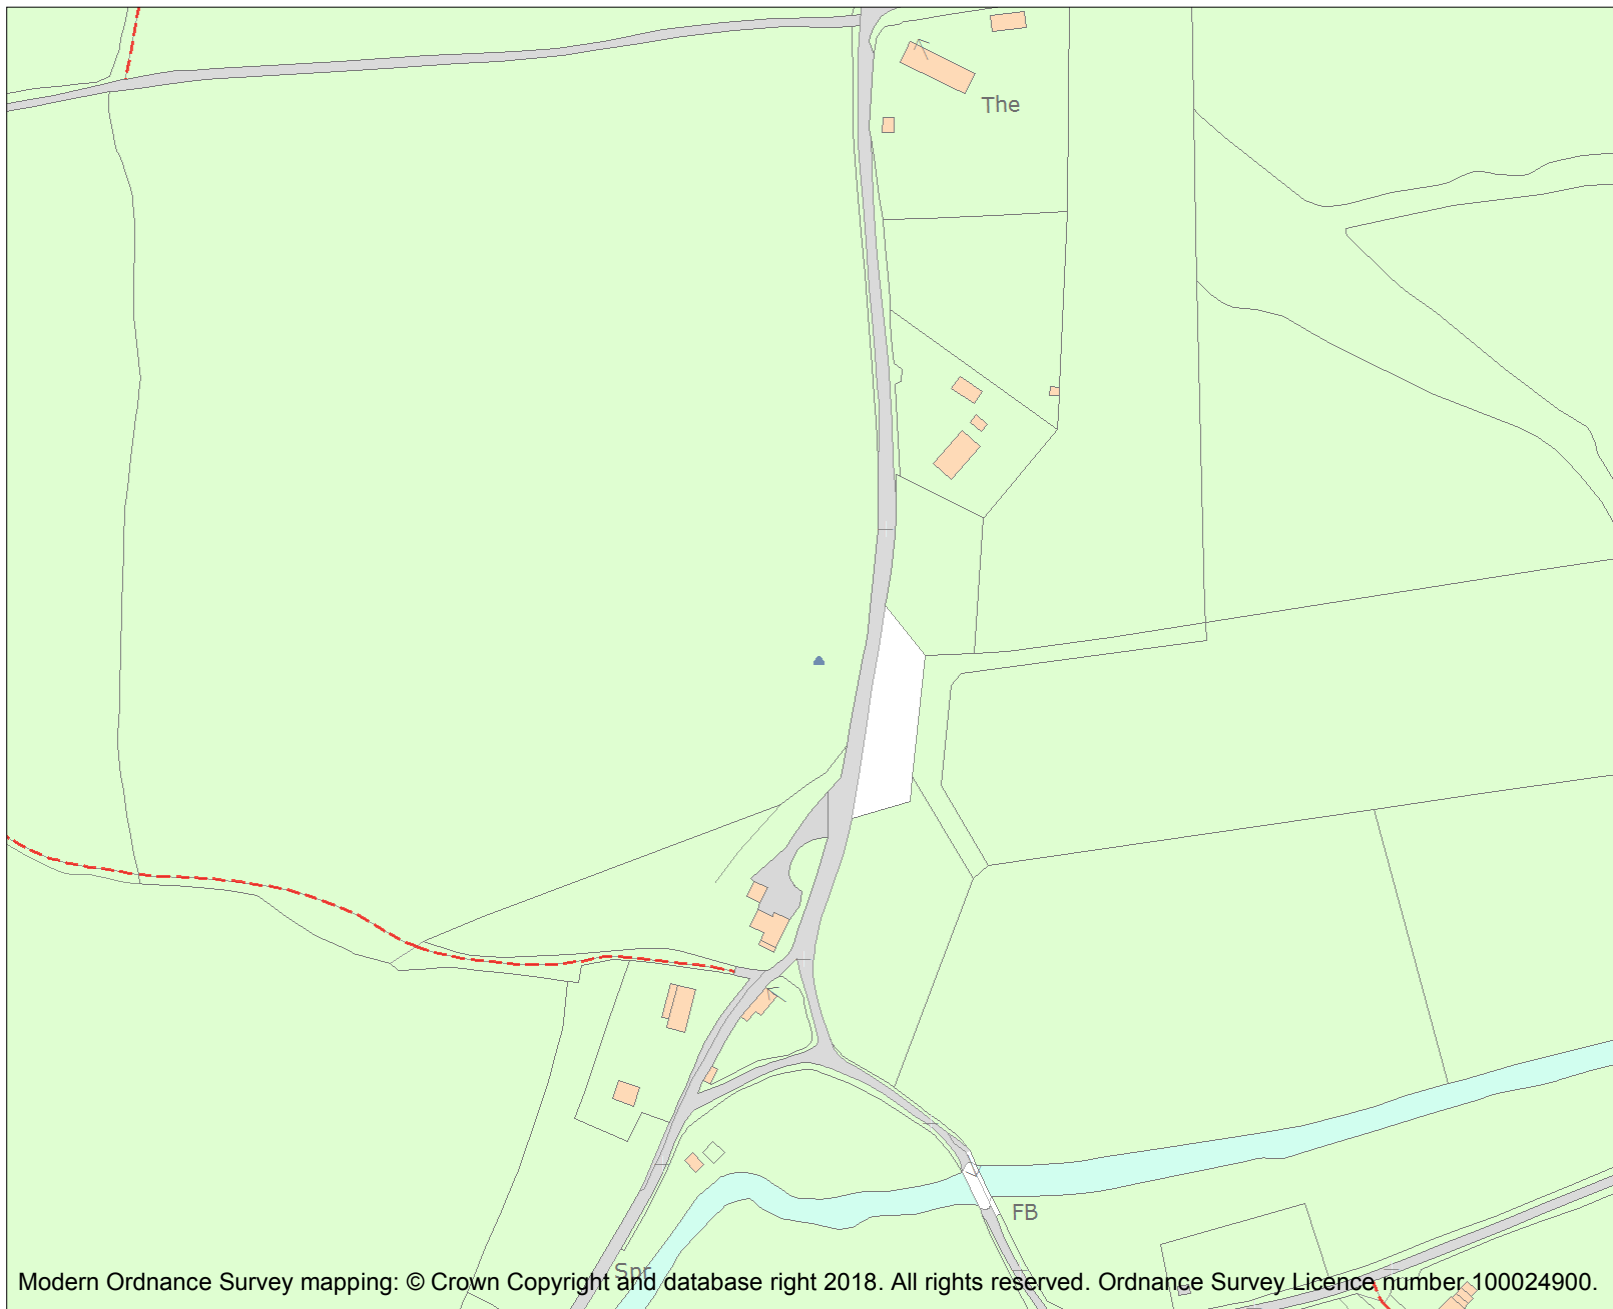 The
FB
Spr
Modern Ordnance Survey mapping: © Crown Copyright and database right 2018. All rights reserved. Ordnance Survey Licence number 100024900.